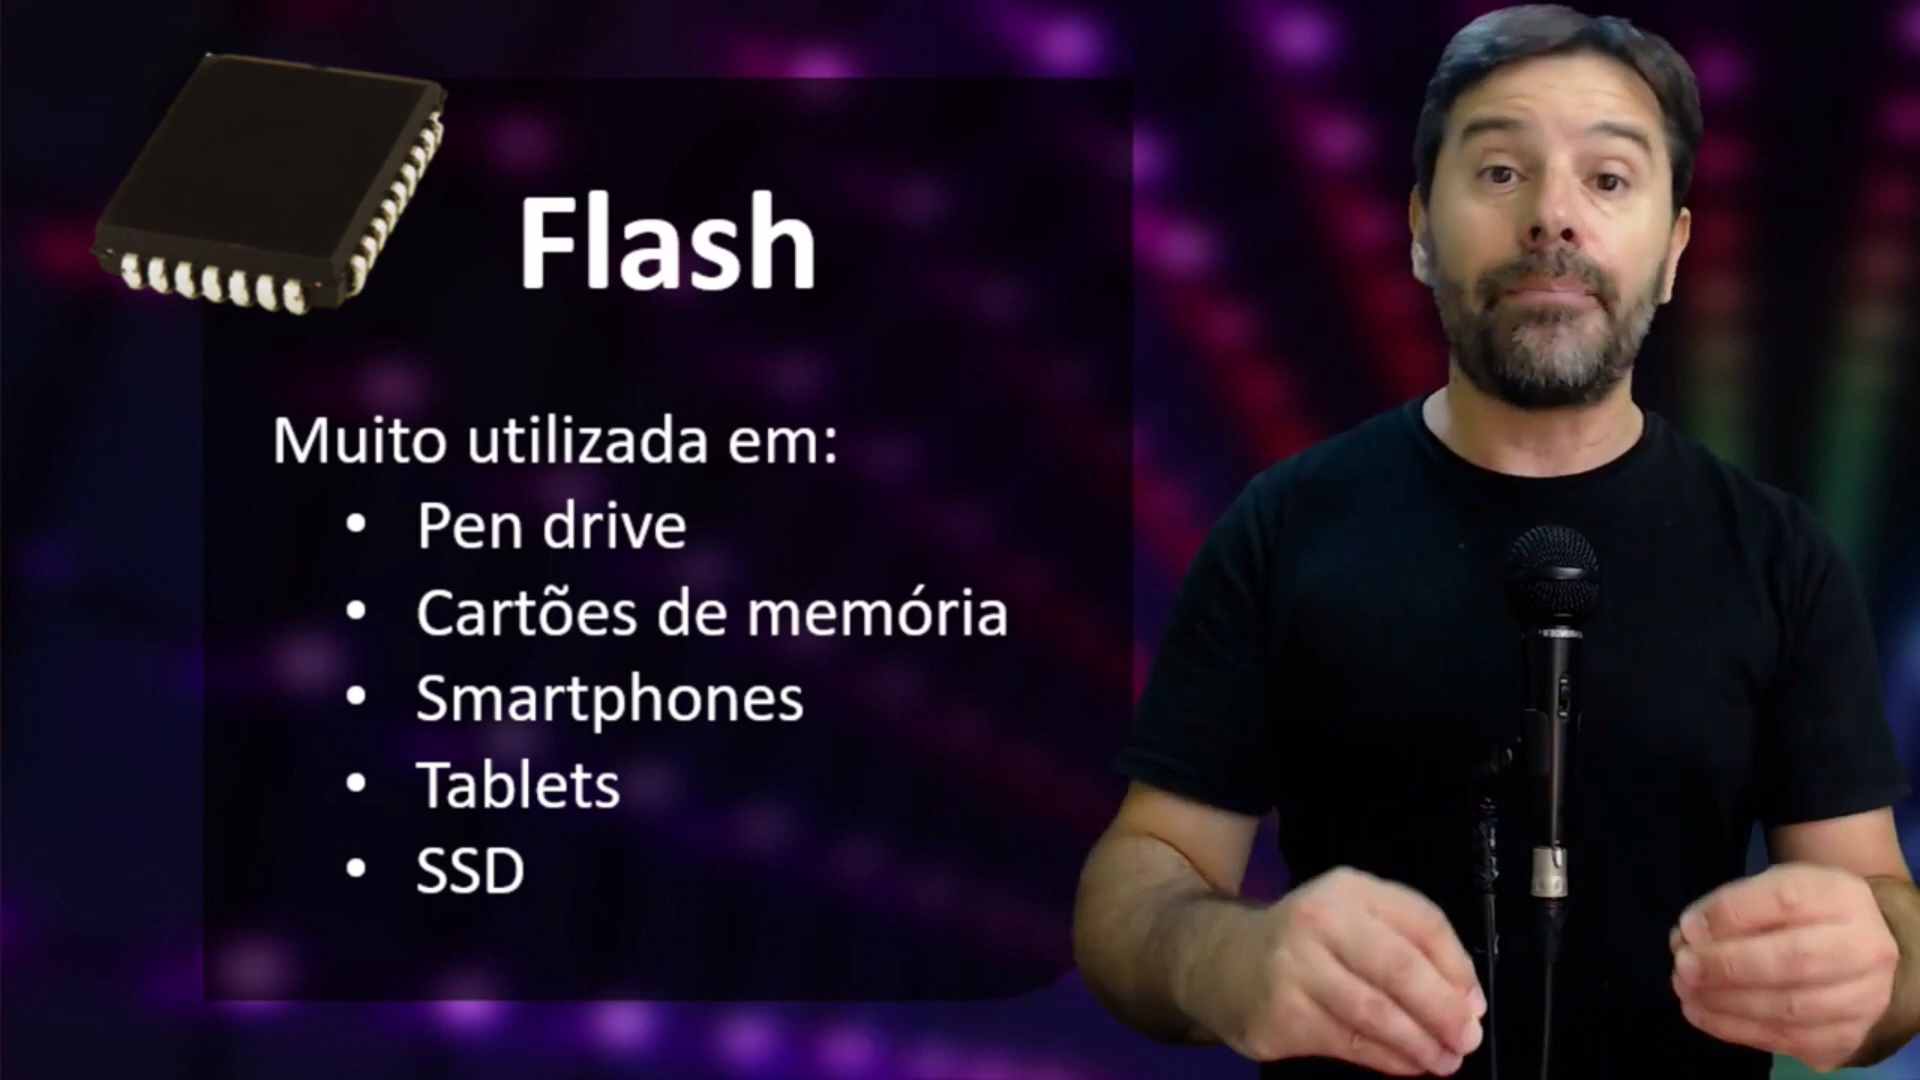 Flash
Muito utilizada em:
• Pen drive
• Cartões de memória
• Smartphones
• Tablets
• SSD